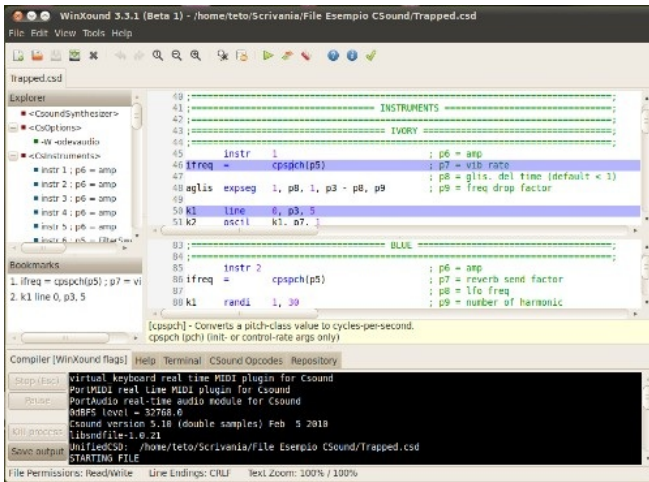 WinXound 3.3.1 (Beta 1) - /home/teto/Scrivania/File Esempio CSound/Trapped.csd
File Edit View Tools Help
Trapped.csd
Explorer
<CsoundSynthesizer>
<CsOptions>
-W -odevaudio
<CsInstruments>
instr 1 ; p6 = amp
instr 2 ; p6 = amp
instr 3 ; p6 = amp
instr 4 ; p6 = amp
instr 5 ; p6 = amp
instr 6 ; p5 = FilterSwe
Bookmarks
1. ifreq = cpspch(p5) ; p7 = vi
2. k1 line 0, p3, 5
40 ;==============================================================;
41 ;============================ INSTRUMENTS ============================;
42 ;==============================================================;
43 ;============================== IVORY ==============================;
44 ;==============================================================;
45 instr 1 ; p6 = amp
46 ifreq = cpspch(p5) ; p7 = vib rate
47 ; p8 = glis. del time (default < 1)
48 aglis expseg 1, p8, 1, p3 - p8, p9 ; p9 = freq drop factor
49
50 k1 line 0, p3, 5
51 k2 oscil k1, p7, 1
83 ;============================== BLUE ==============================;
84 ;==============================================================;
85 instr 2 ; p6 = amp
86 ifreq = cpspch(p5) ; p7 = reverb send factor
87 ; p8 = lfo freq
88 k1 randi 1, 30 ; p9 = number of harmonic
[cpspch] - Converts a pitch-class value to cycles-per-second.
cpspch (pch) (init- or control-rate args only)
Compiler [WinXound flags] Help Terminal CSound Opcodes Repository
Stop (Esc)
Pause
Kill process
Save output
virtual_keyboard real time MIDI plugin for Csound
PortMIDI real time MIDI plugin for Csound
PortAudio real-time audio module for Csound
0dBFS level = 32768.0
Csound version 5.10 (double samples) Feb 5 2010
libsndfile-1.0.21
UnifiedCSD: /home/teto/Scrivania/File Esempio CSound/Trapped.csd
STARTING FILE
File Permissions: Read/Write Line Endings: CRLF Text Zoom: 100% / 100%